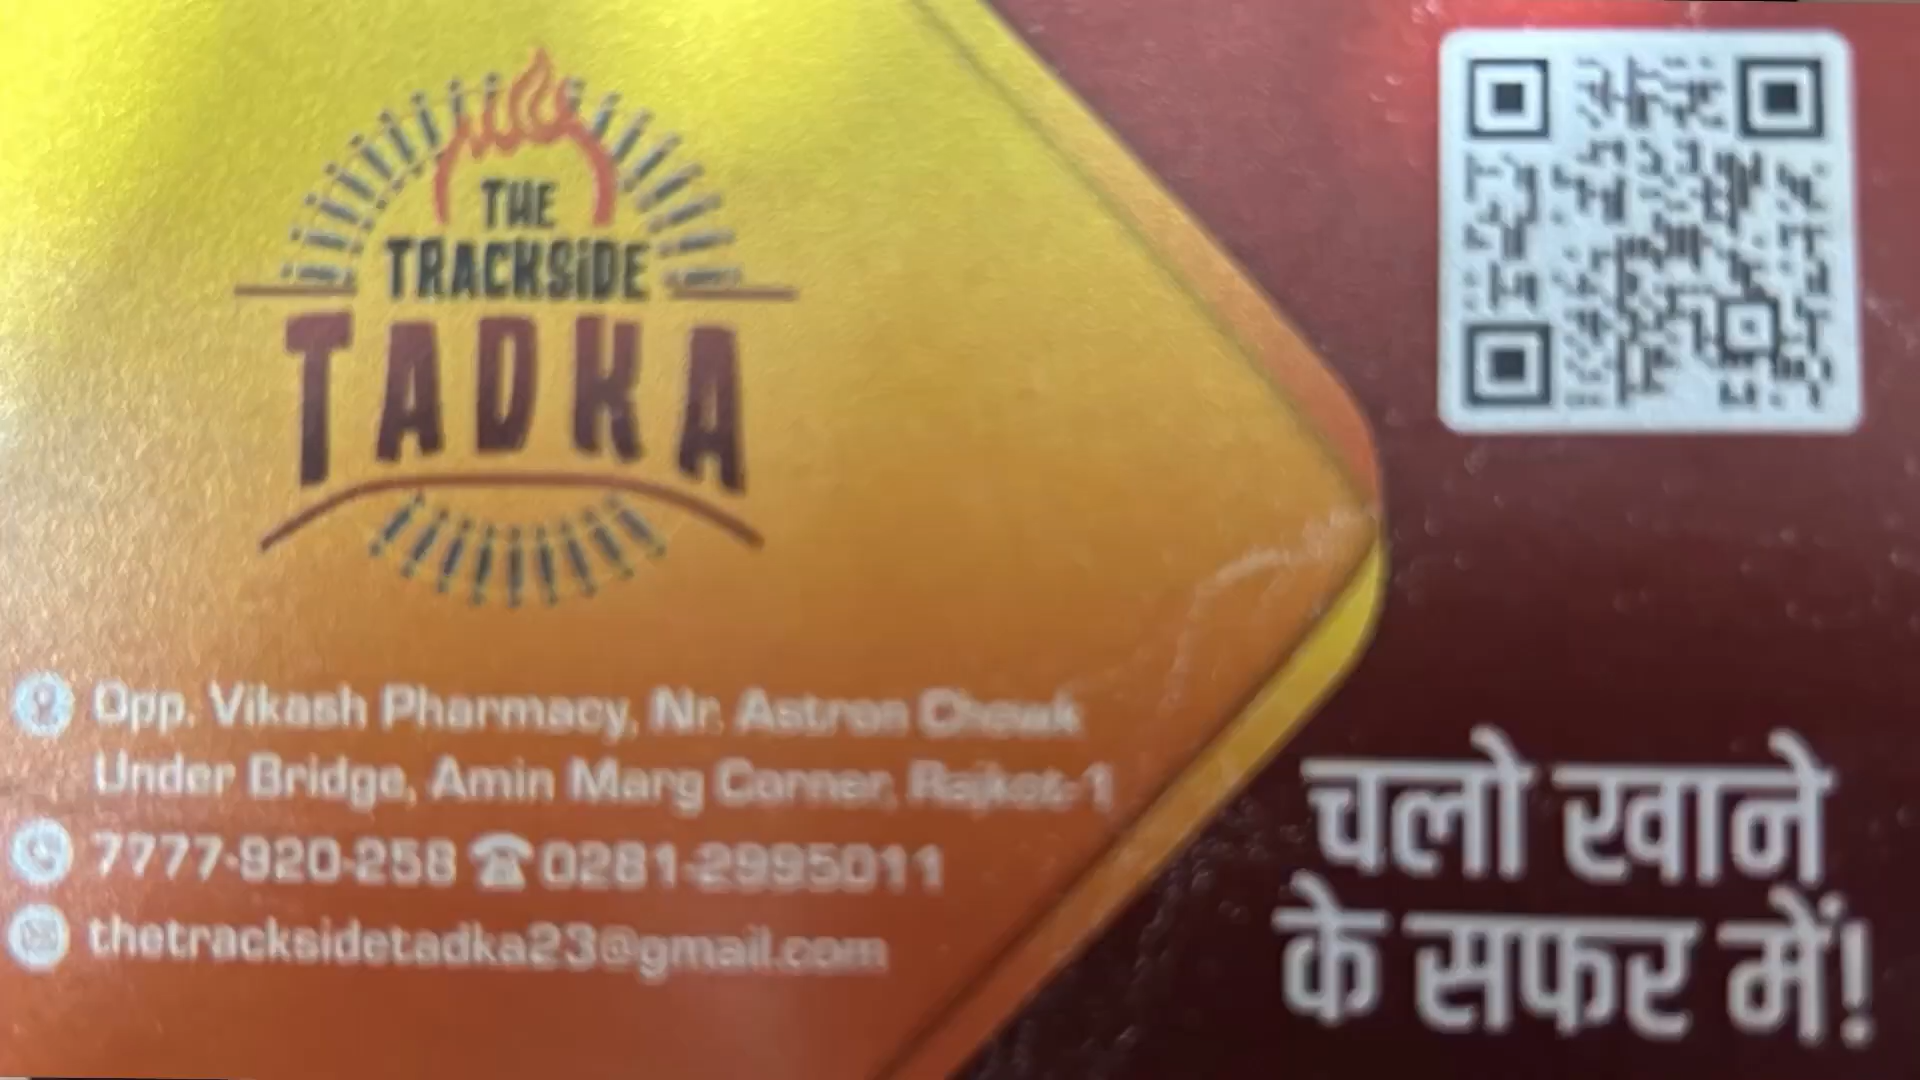 THE
TRACKSiDE
TADKA
Opp. Vikash Pharmacy, Nr. Astron Chowk
Under Bridge, Amin Marg Corner, Rajkot-1
7777-920-258 ☎ 0281-2995011
thetracksidetadka23@gmail.com
चलो खाने
के सफर में!